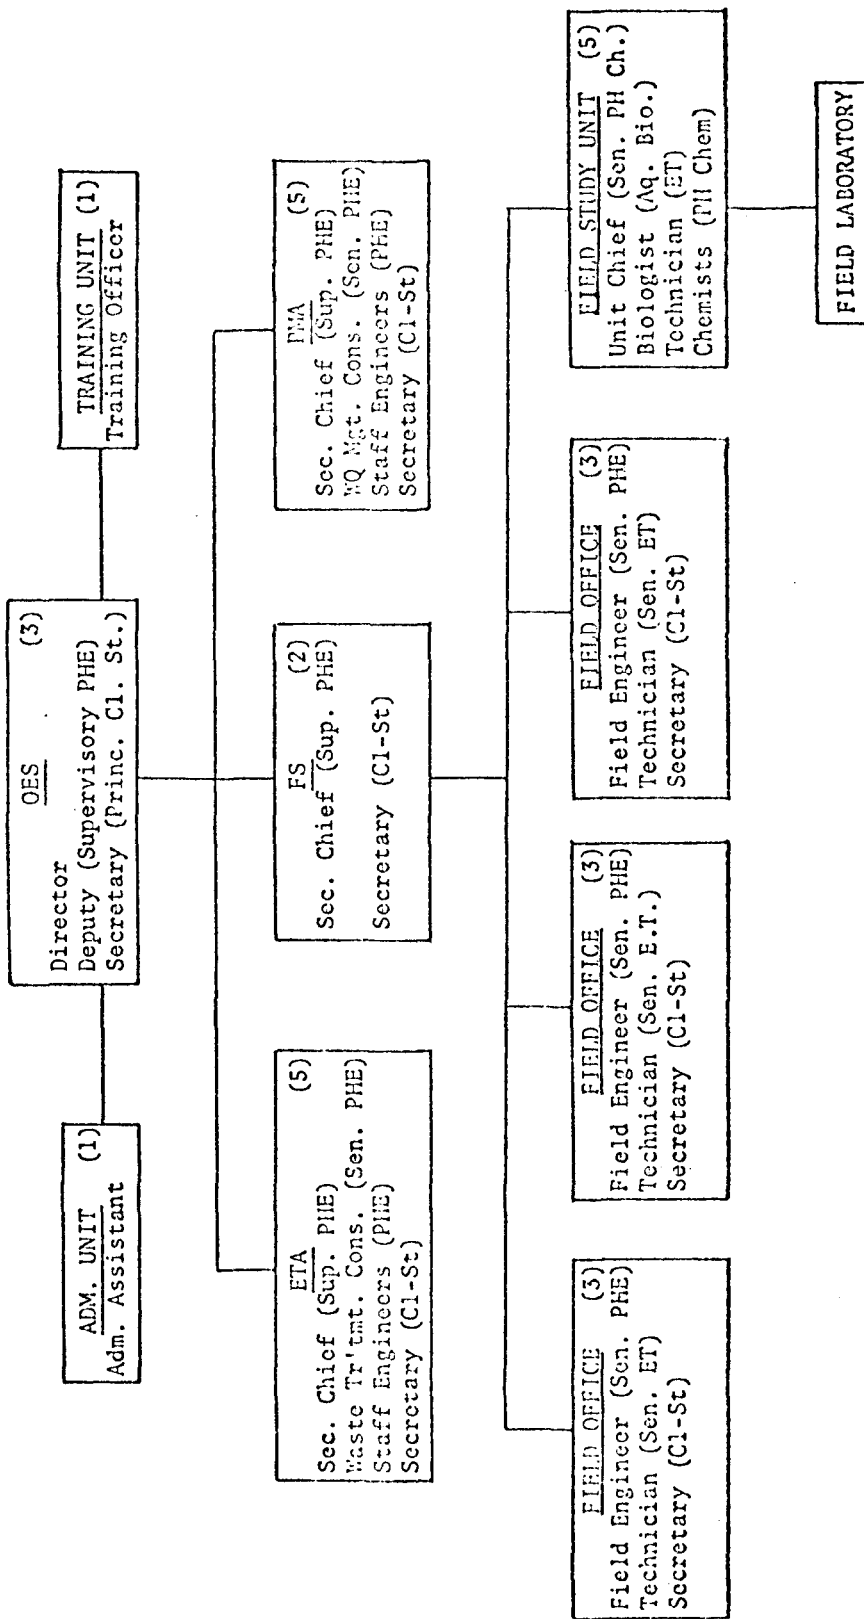 OES (3)
Director
Deputy (Supervisory PHE)
Secretary (Princ. Cl. St.)
ADM. UNIT (1)
Adm. Assistant
TRAINING UNIT (1)
Training Officer
ETA (5)
Sec. Chief (Sup. PHE)
Waste Tr'tmt. Cons. (Sen. PHE)
Staff Engineers (PHE)
Secretary (Cl-St)
FS (2)
Sec. Chief (Sup. PHE)
Secretary (Cl-St)
PMA (5)
Sec. Chief (Sup. PHE)
WQ Mgt. Cons. (Sen. PHE)
Staff Engineers (PHE)
Secretary (Cl-St)
FIELD OFFICE (3)
Field Engineer (Sen. PHE)
Technician (Sen. ET)
Secretary (Cl-St)
FIELD OFFICE (3)
Field Engineer (Sen. PHE)
Technician (Sen. E.T.)
Secretary (Cl-St)
FIELD OFFICE (3)
Field Engineer (Sen. PHE)
Technician (Sen. ET)
Secretary (Cl-St)
FIELD STUDY UNIT (5)
Unit Chief (Sen. PH Ch.)
Biologist (Aq. Bio.)
Technician (ET)
Chemists (PH Chem)
FIELD LABORATORY